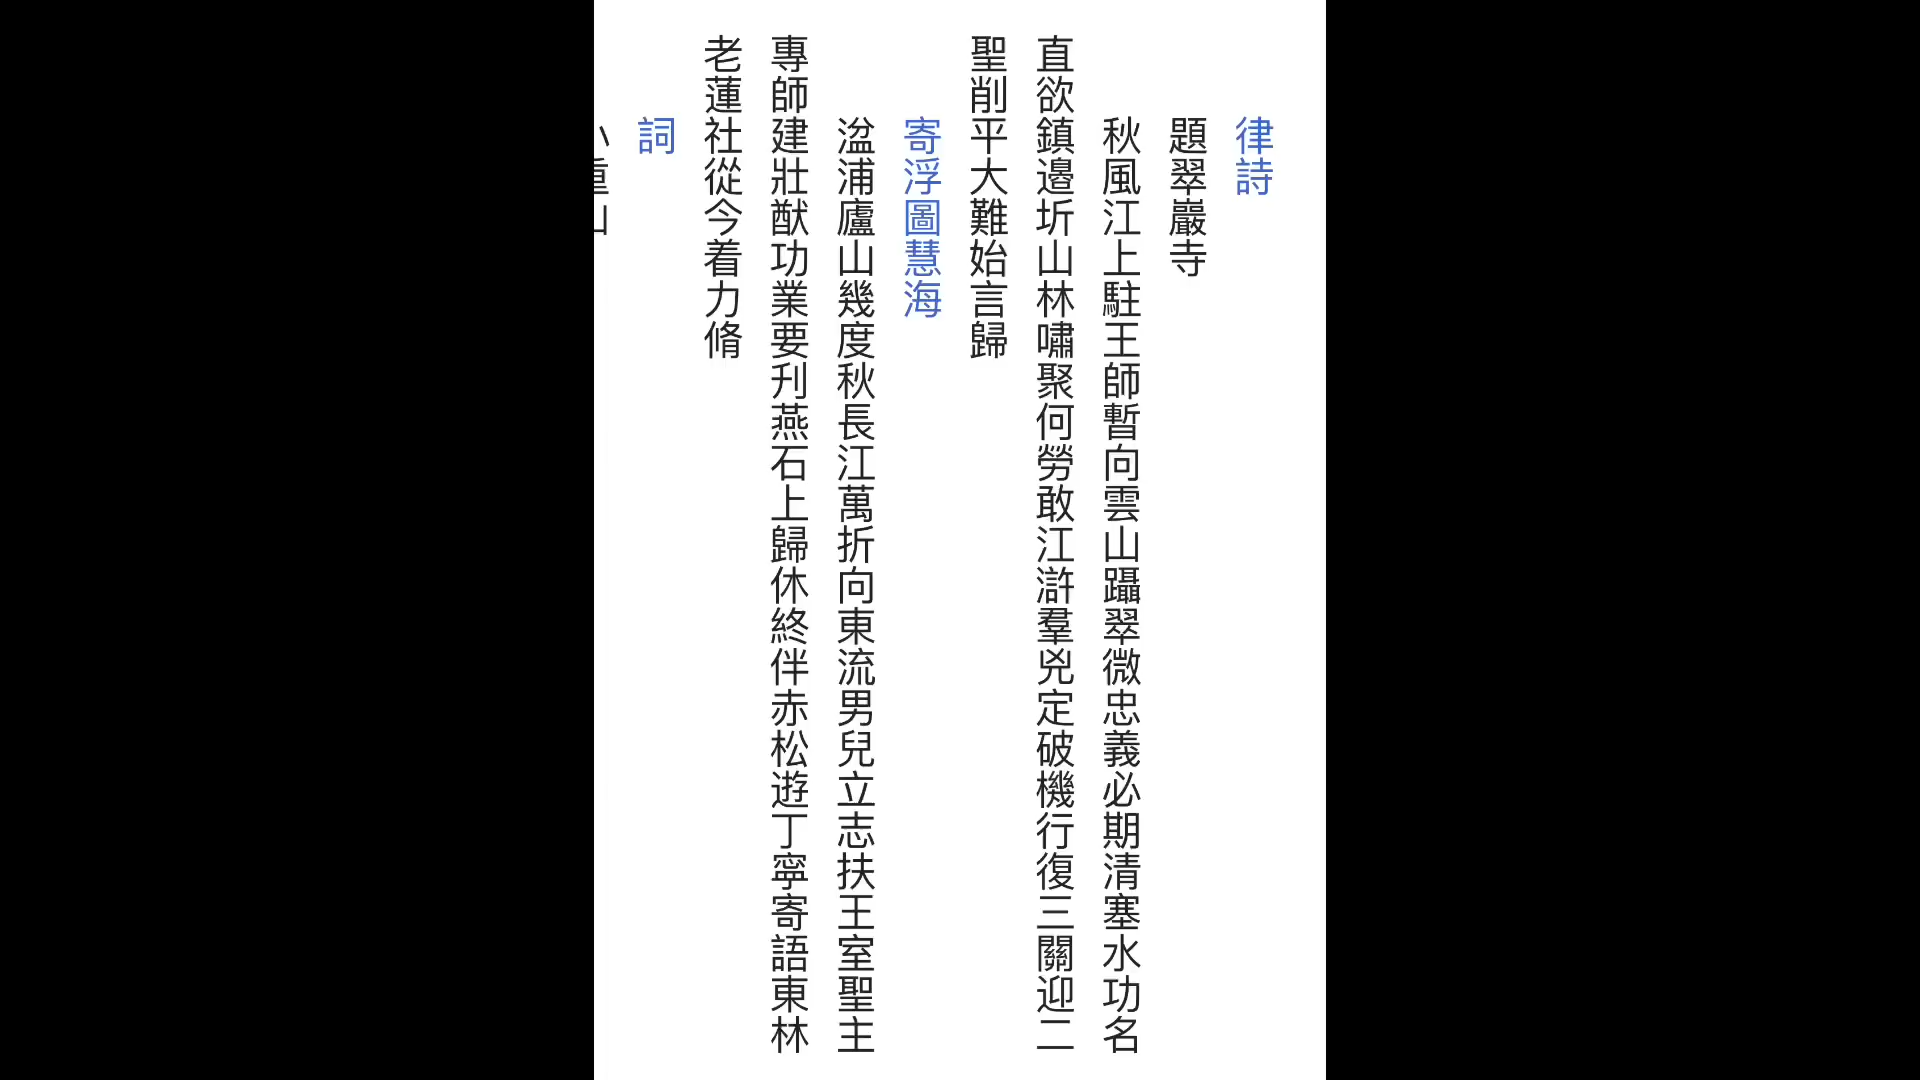 律詩
題翠巖寺
秋風江上駐王師暫向雲山躡翠微忠義必期清塞水功名
直欲鎮邉圻山林嘯聚何勞敢江滸羣兇定破機行復三關迎二
聖削平大難始言歸
寄浮圖慧海
湓浦廬山幾度秋長江萬折向東流男兒立志扶王室聖主
專師建壯猷功業要刋燕石上歸休終伴赤松逰丁寧寄語東林
老蓮社從今着力脩
詞
小重山